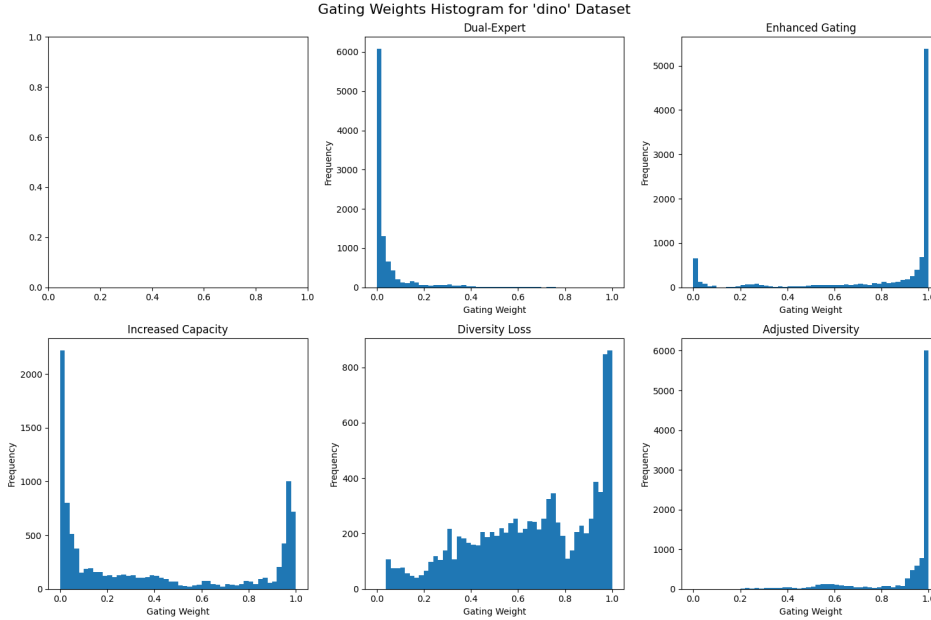 Gating Weights Histogram for 'dino' Dataset
1.0
0.8
0.6
0.4
0.2
0.0
0.0 0.2 0.4 0.6 0.8 1.0
Dual-Expert
Frequency
6000
5000
4000
3000
2000
1000
0
0.0 0.2 0.4 0.6 0.8 1.0
Gating Weight
Enhanced Gating
Frequency
5000
4000
3000
2000
1000
0
0.0 0.2 0.4 0.6 0.8 1.0
Gating Weight
Increased Capacity
Frequency
2000
1500
1000
500
0
0.0 0.2 0.4 0.6 0.8 1.0
Gating Weight
Diversity Loss
Frequency
800
600
400
200
0
0.0 0.2 0.4 0.6 0.8 1.0
Gating Weight
Adjusted Diversity
Frequency
6000
5000
4000
3000
2000
1000
0
0.0 0.2 0.4 0.6 0.8 1.0
Gating Weight